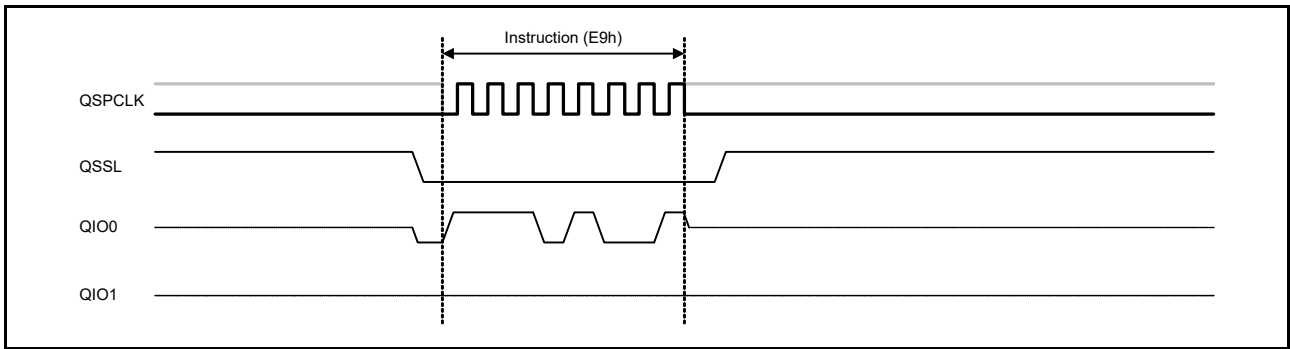 Instruction (E9h)
QSPCLK
QSSL
QIO0
QIO1